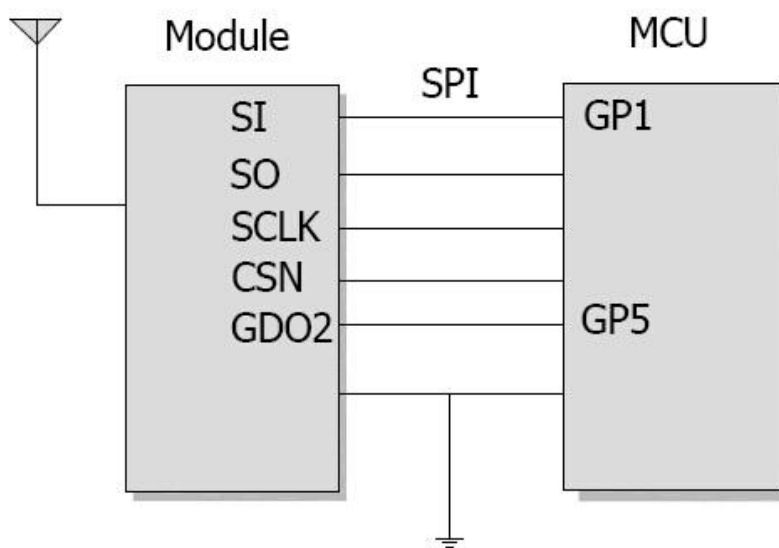 Module
MCU
SPI
SI
GP1
SO
SCLK
CSN
GDO2
GP5